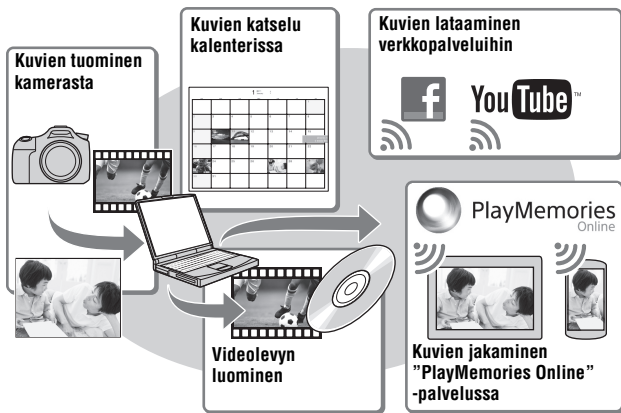 Kuvien tuominen
kamerasta
Kuvien katselu
kalenterissa
Kuvien lataaminen
verkkopalveluihin
f
You Tube ™
PlayMemories
Online
Videolevyn
luominen
Kuvien jakaminen
”PlayMemories Online”
-palvelussa